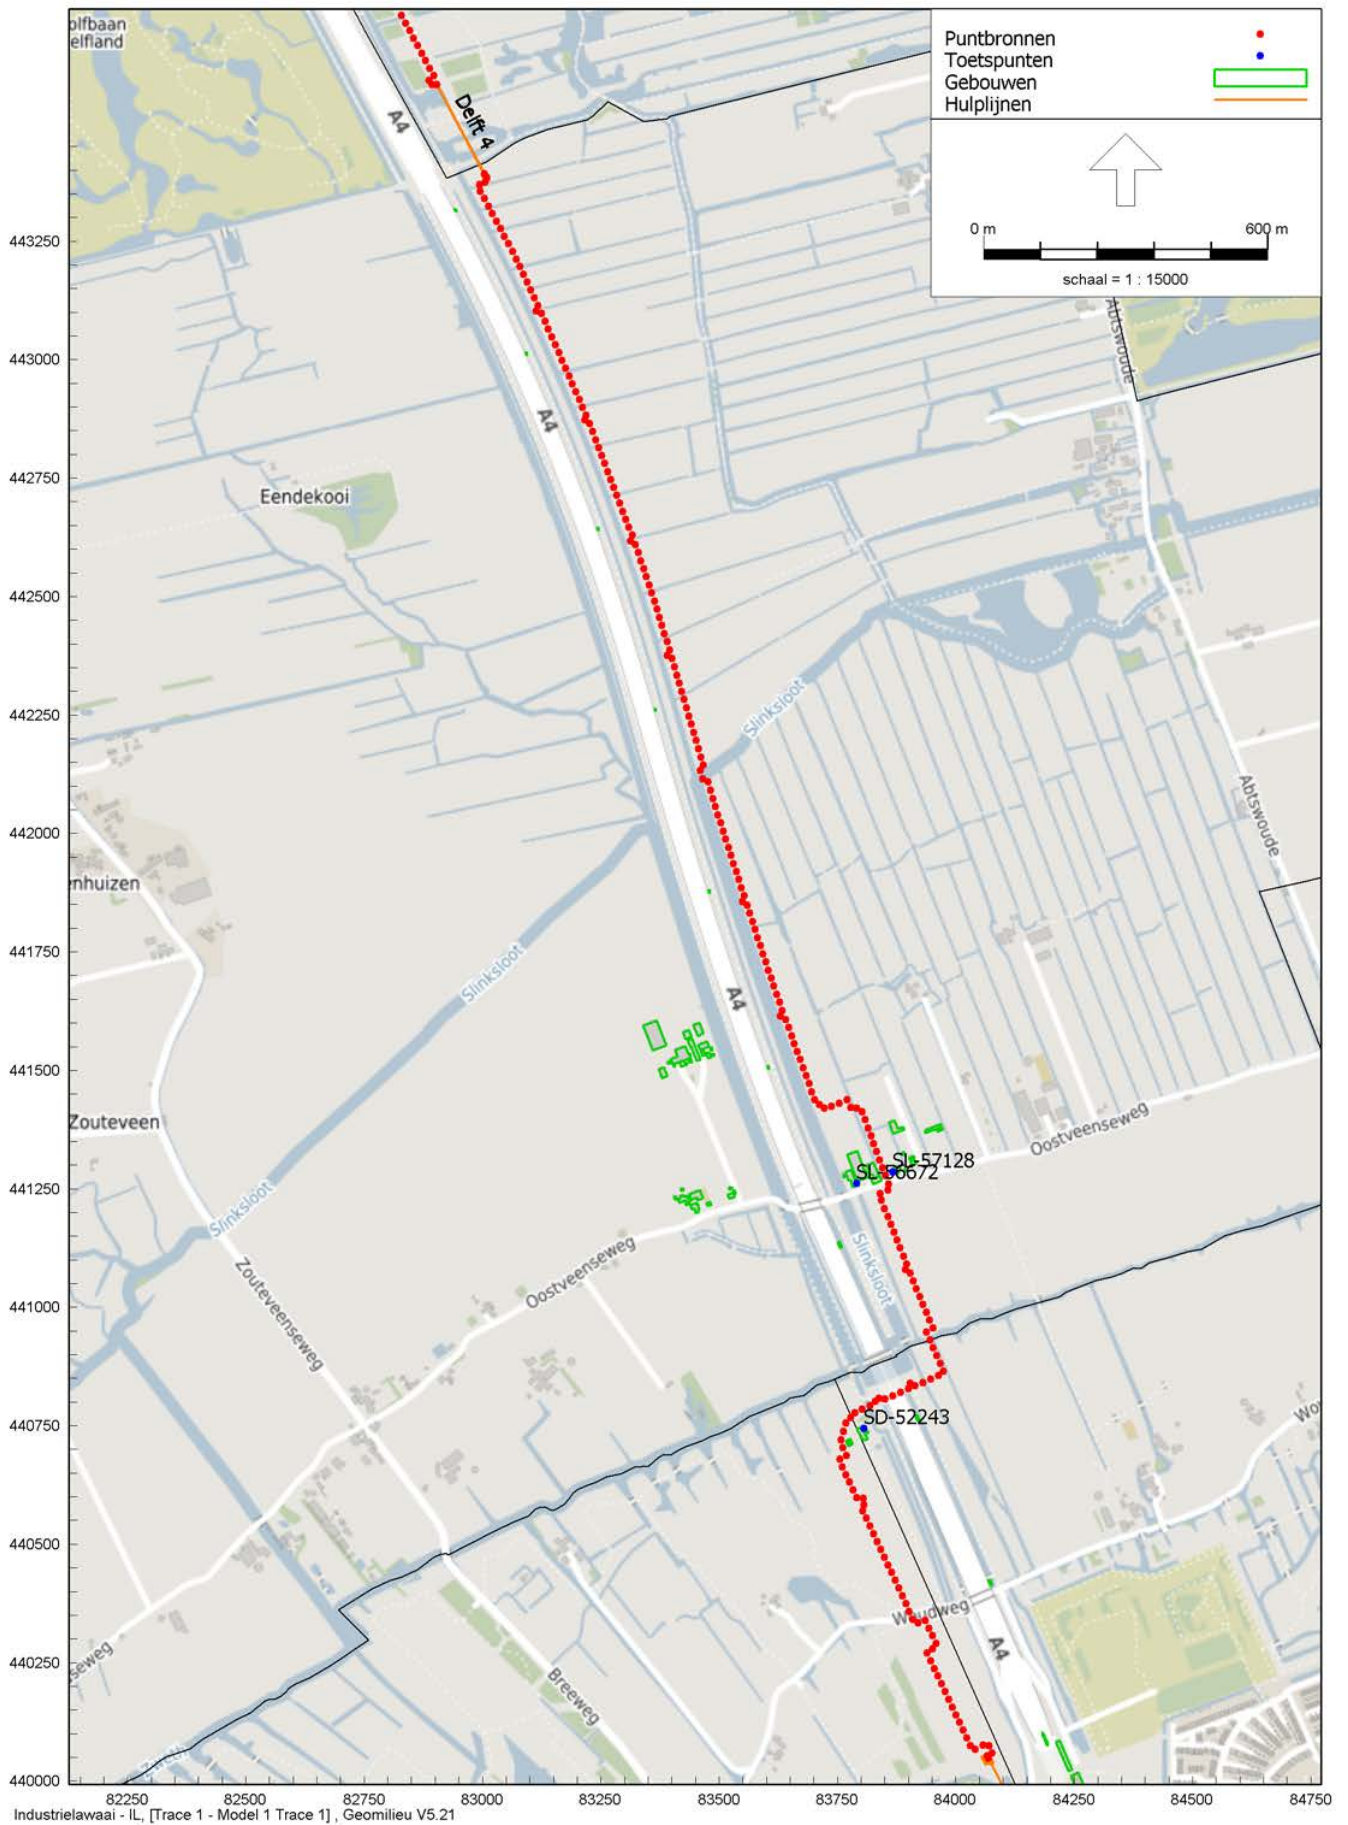 olfbaan
elfland
Puntbronnen
Toetspunten
Gebouwen
Hulplijnen
0 m
600 m
schaal = 1 : 15000
A4
Delft 4
443250
443000
442750
442500
442250
442000
441750
441500
441250
441000
440750
440500
440250
440000
Abtswoude
A4
Eendekooi
Slinksloot
Abtswoude
enhuizen
Slinksloot
A4
Zouteveen
Oostveenseweg
SL-57128
SL-56672
Slinksloot
Slinksloot
Oostveenseweg
Zouteveenseweg
SD-52243
Wo
Woudweg
A4
seweg
Breeweg
82250
82500
82750
83000
83250
83500
83750
84000
84250
84500
84750
Industrielawaai - IL, [Trace 1 - Model 1 Trace 1] , Geomilieu V5.21